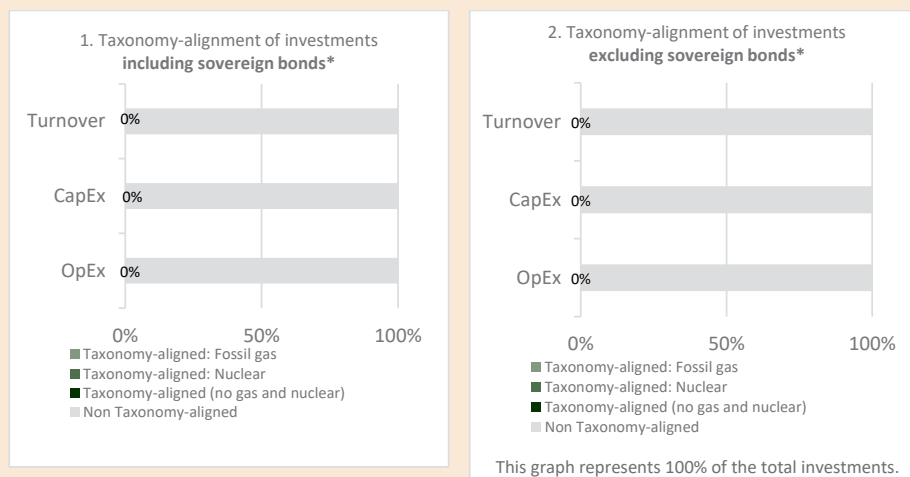 1. Taxonomy-alignment of investments
including sovereign bonds*
Turnover
0%
CapEx
0%
OpEx
0%
0%
50%
100%
Taxonomy-aligned: Fossil gas
Taxonomy-aligned: Nuclear
Taxonomy-aligned (no gas and nuclear)
Non Taxonomy-aligned
2. Taxonomy-alignment of investments
excluding sovereign bonds*
Turnover
0%
CapEx
0%
OpEx
0%
0%
50%
100%
Taxonomy-aligned: Fossil gas
Taxonomy-aligned: Nuclear
Taxonomy-aligned (no gas and nuclear)
Non Taxonomy-aligned
This graph represents 100% of the total investments.